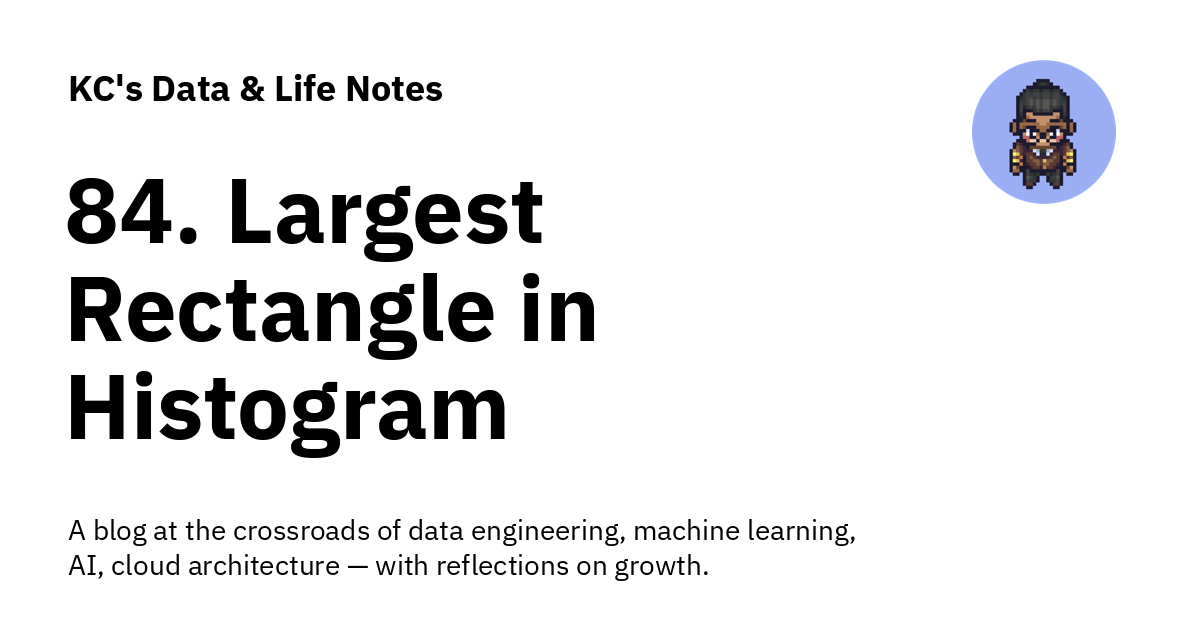 KC's Data & Life Notes
84. Largest
Rectangle in
Histogram
A blog at the crossroads of data engineering, machine learning,
AI, cloud architecture — with reflections on growth.